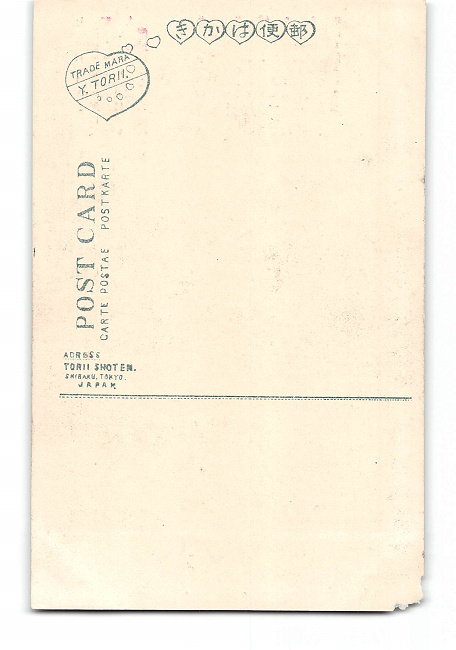 きかは便郵
TRADE MARK
Y. TORII.
POST CARD
CARTE POSTAE POSTKARTE
ADRESS
TORII SHOTEN.
SHIBAKU. TOKYO.
JAPAN